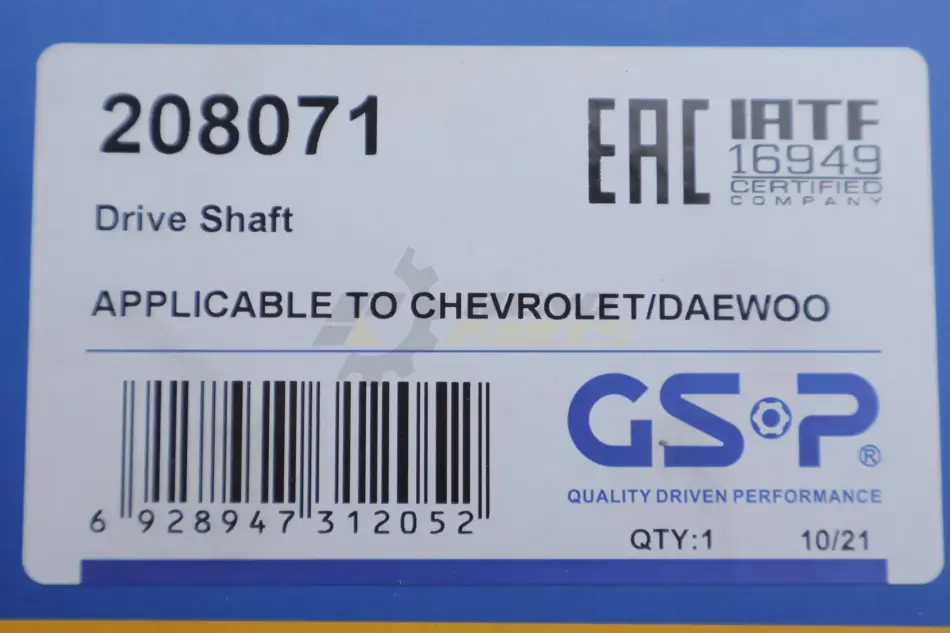 208071
EAC
IATF
16949
CERTIFIED
COMPANY
Drive Shaft
APPLICABLE TO CHEVROLET/DAEWOO
PARTS
GSP®
QUALITY DRIVEN PERFORMANCE
6 928947 312052
QTY:1 10/21